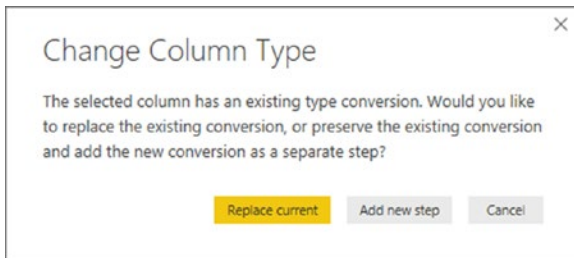 Change Column Type
The selected column has an existing type conversion. Would you like
to replace the existing conversion, or preserve the existing conversion
and add the new conversion as a separate step?
Replace current Add new step Cancel